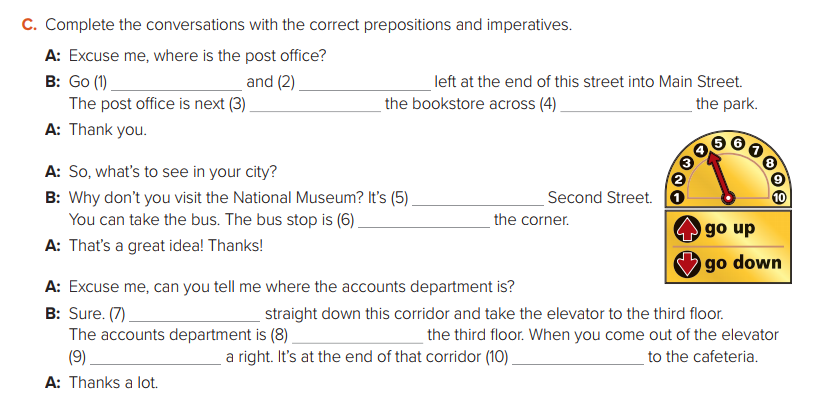 C. Complete the conversations with the correct prepositions and imperatives.
A: Excuse me, where is the post office?
B: Go (1) ______________ and (2) ______________ left at the end of this street into Main Street.
The post office is next (3) ______________ the bookstore across (4) ______________ the park.
A: Thank you.
A: So, what's to see in your city?
B: Why don't you visit the National Museum? It's (5) ______________ Second Street.
You can take the bus. The bus stop is (6) ______________ the corner.
A: That's a great idea! Thanks!
1 2 3 4 5 6 7 8 9 10
go up
go down
A: Excuse me, can you tell me where the accounts department is?
B: Sure. (7) ______________ straight down this corridor and take the elevator to the third floor.
The accounts department is (8) ______________ the third floor. When you come out of the elevator
(9) ______________ a right. It's at the end of that corridor (10) ______________ to the cafeteria.
A: Thanks a lot.